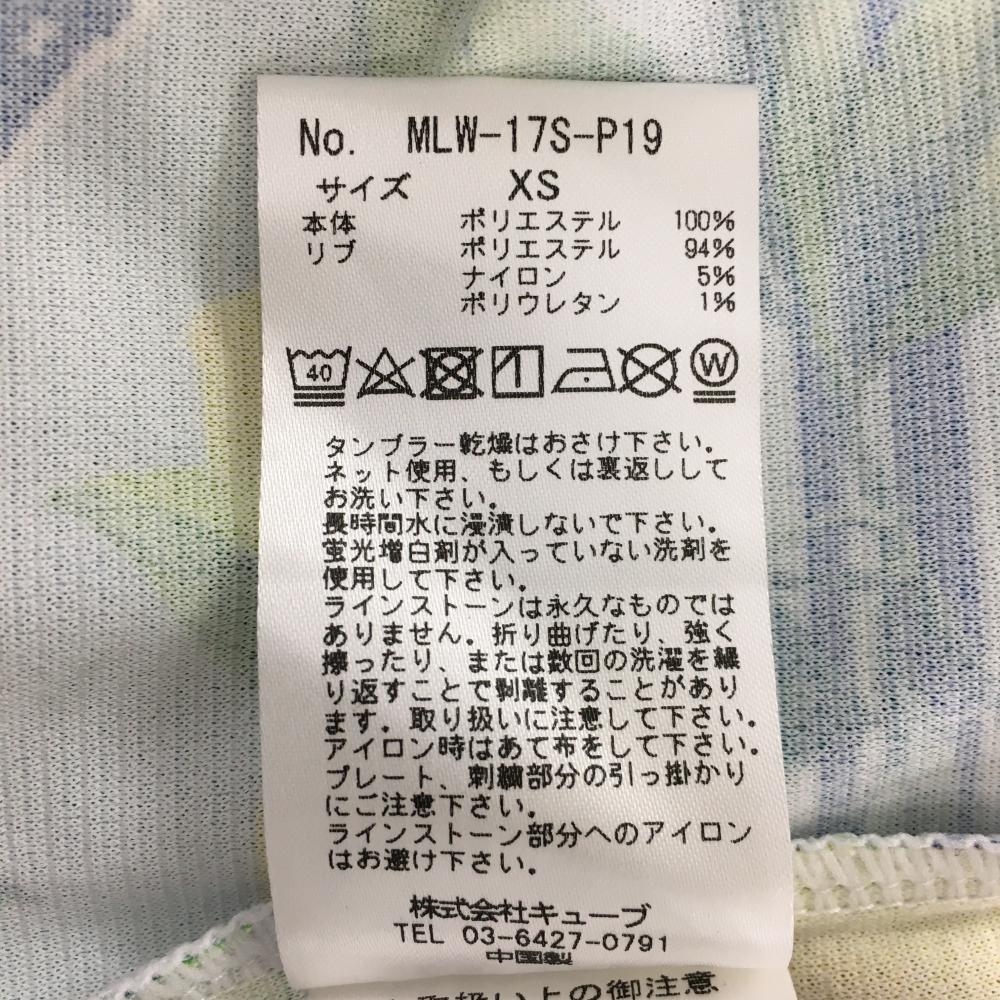 No. MLW-17S-P19
サイズ XS
本体 ポリエステル 100%
リブ ポリエステル 94%
ナイロン 5%
ポリウレタン 1%
40 W
タンブラー乾燥はおさけ下さい。
ネット使用、もしくは裏返しして
お洗い下さい。
長時間水に浸漬しないで下さい。
蛍光増白剤が入っていない洗剤を
使用して下さい。
ラインストーンは永久なものでは
ありません。折り曲げたり、強く
擦ったり、または数回の洗濯を繰
り返すことで剥離することがあり
ます。取り扱いに注意して下さい。
アイロン時はあて布をして下さい。
プレート、刺繍部分の引っ掛かり
にご注意下さい。
ラインストーン部分へのアイロン
はお避け下さい。
株式会社キューブ
TEL 03-6427-0791
中国製
取扱い上の御注意